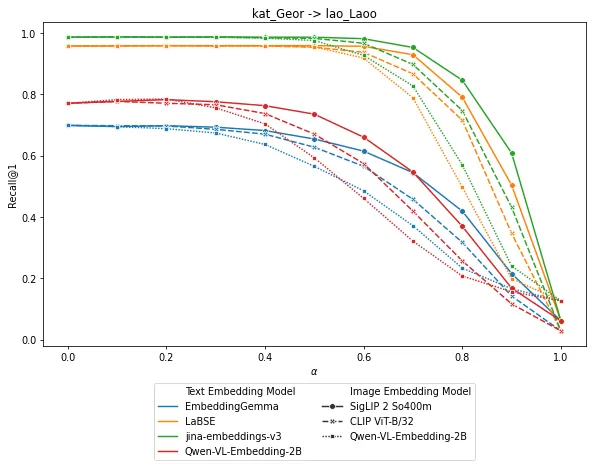 kat_Geor -> lao_Laoo
1.0
0.8
0.6
0.4
0.2
0.0
Recall@1
0.0 0.2 0.4 0.6 0.8 1.0
α
Text Embedding Model Image Embedding Model
EmbeddingGemma SigLIP 2 So400m
LaBSE CLIP ViT-B/32
jina-embeddings-v3 Qwen-VL-Embedding-2B
Qwen-VL-Embedding-2B